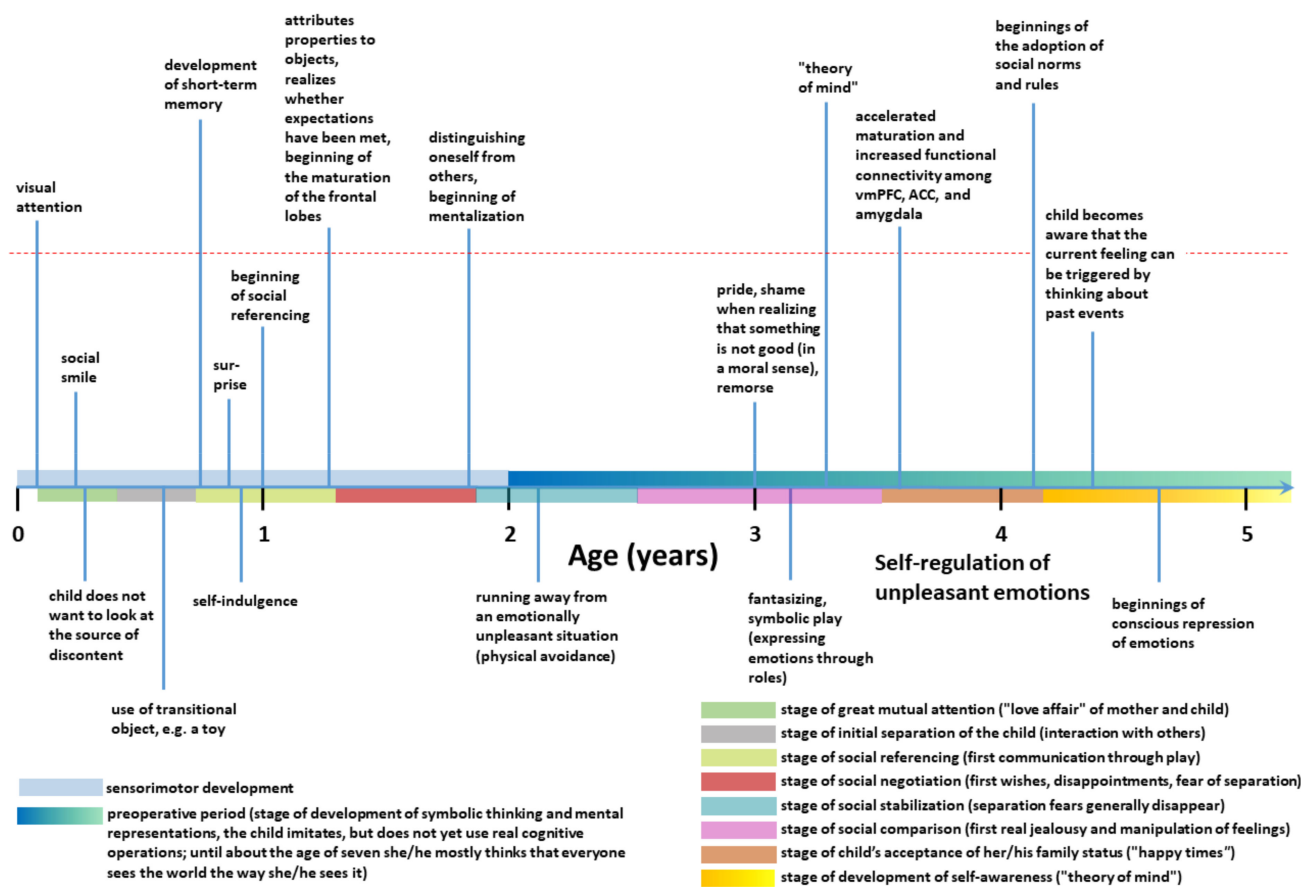 visual
attention
social
smile
development
of short-term
memory
sur-
prise
beginning
of social
referencing
attributes
properties to
objects,
realizes
whether
expectations
have been met,
beginning of
the maturation
of the frontal
lobes
distinguishing
oneself from
others,
beginning of
mentalization
pride, shame
when realizing
that something
is not good (in
a moral sense),
remorse
"theory
of mind"
accelerated
maturation and
increased functional
connectivity among
vmPFC, ACC, and
amygdala
beginnings of
the adoption of
social norms
and rules
child becomes
aware that the
current feeling can
be triggered by
thinking about
past events
0
1
2
3
4
5
Age (years)
Self-regulation of
unpleasant emotions
child does not
want to look at
the source of
discontent
use of transitional
object, e.g. a toy
self-indulgence
running away from
an emotionally
unpleasant situation
(physical avoidance)
fantasizing,
symbolic play
(expressing
emotions through
roles)
beginnings of
conscious repression
of emotions
sensorimotor development
preoperative period (stage of development of symbolic thinking and mental
representations, the child imitates, but does not yet use real cognitive
operations; until about the age of seven she/he mostly thinks that everyone
sees the world the way she/he sees it)
stage of great mutual attention ("love affair" of mother and child)
stage of initial separation of the child (interaction with others)
stage of social referencing (first communication through play)
stage of social negotiation (first wishes, disappointments, fear of separation)
stage of social stabilization (separation fears generally disappear)
stage of social comparison (first real jealousy and manipulation of feelings)
stage of child's acceptance of her/his family status ("happy times")
stage of development of self-awareness ("theory of mind")